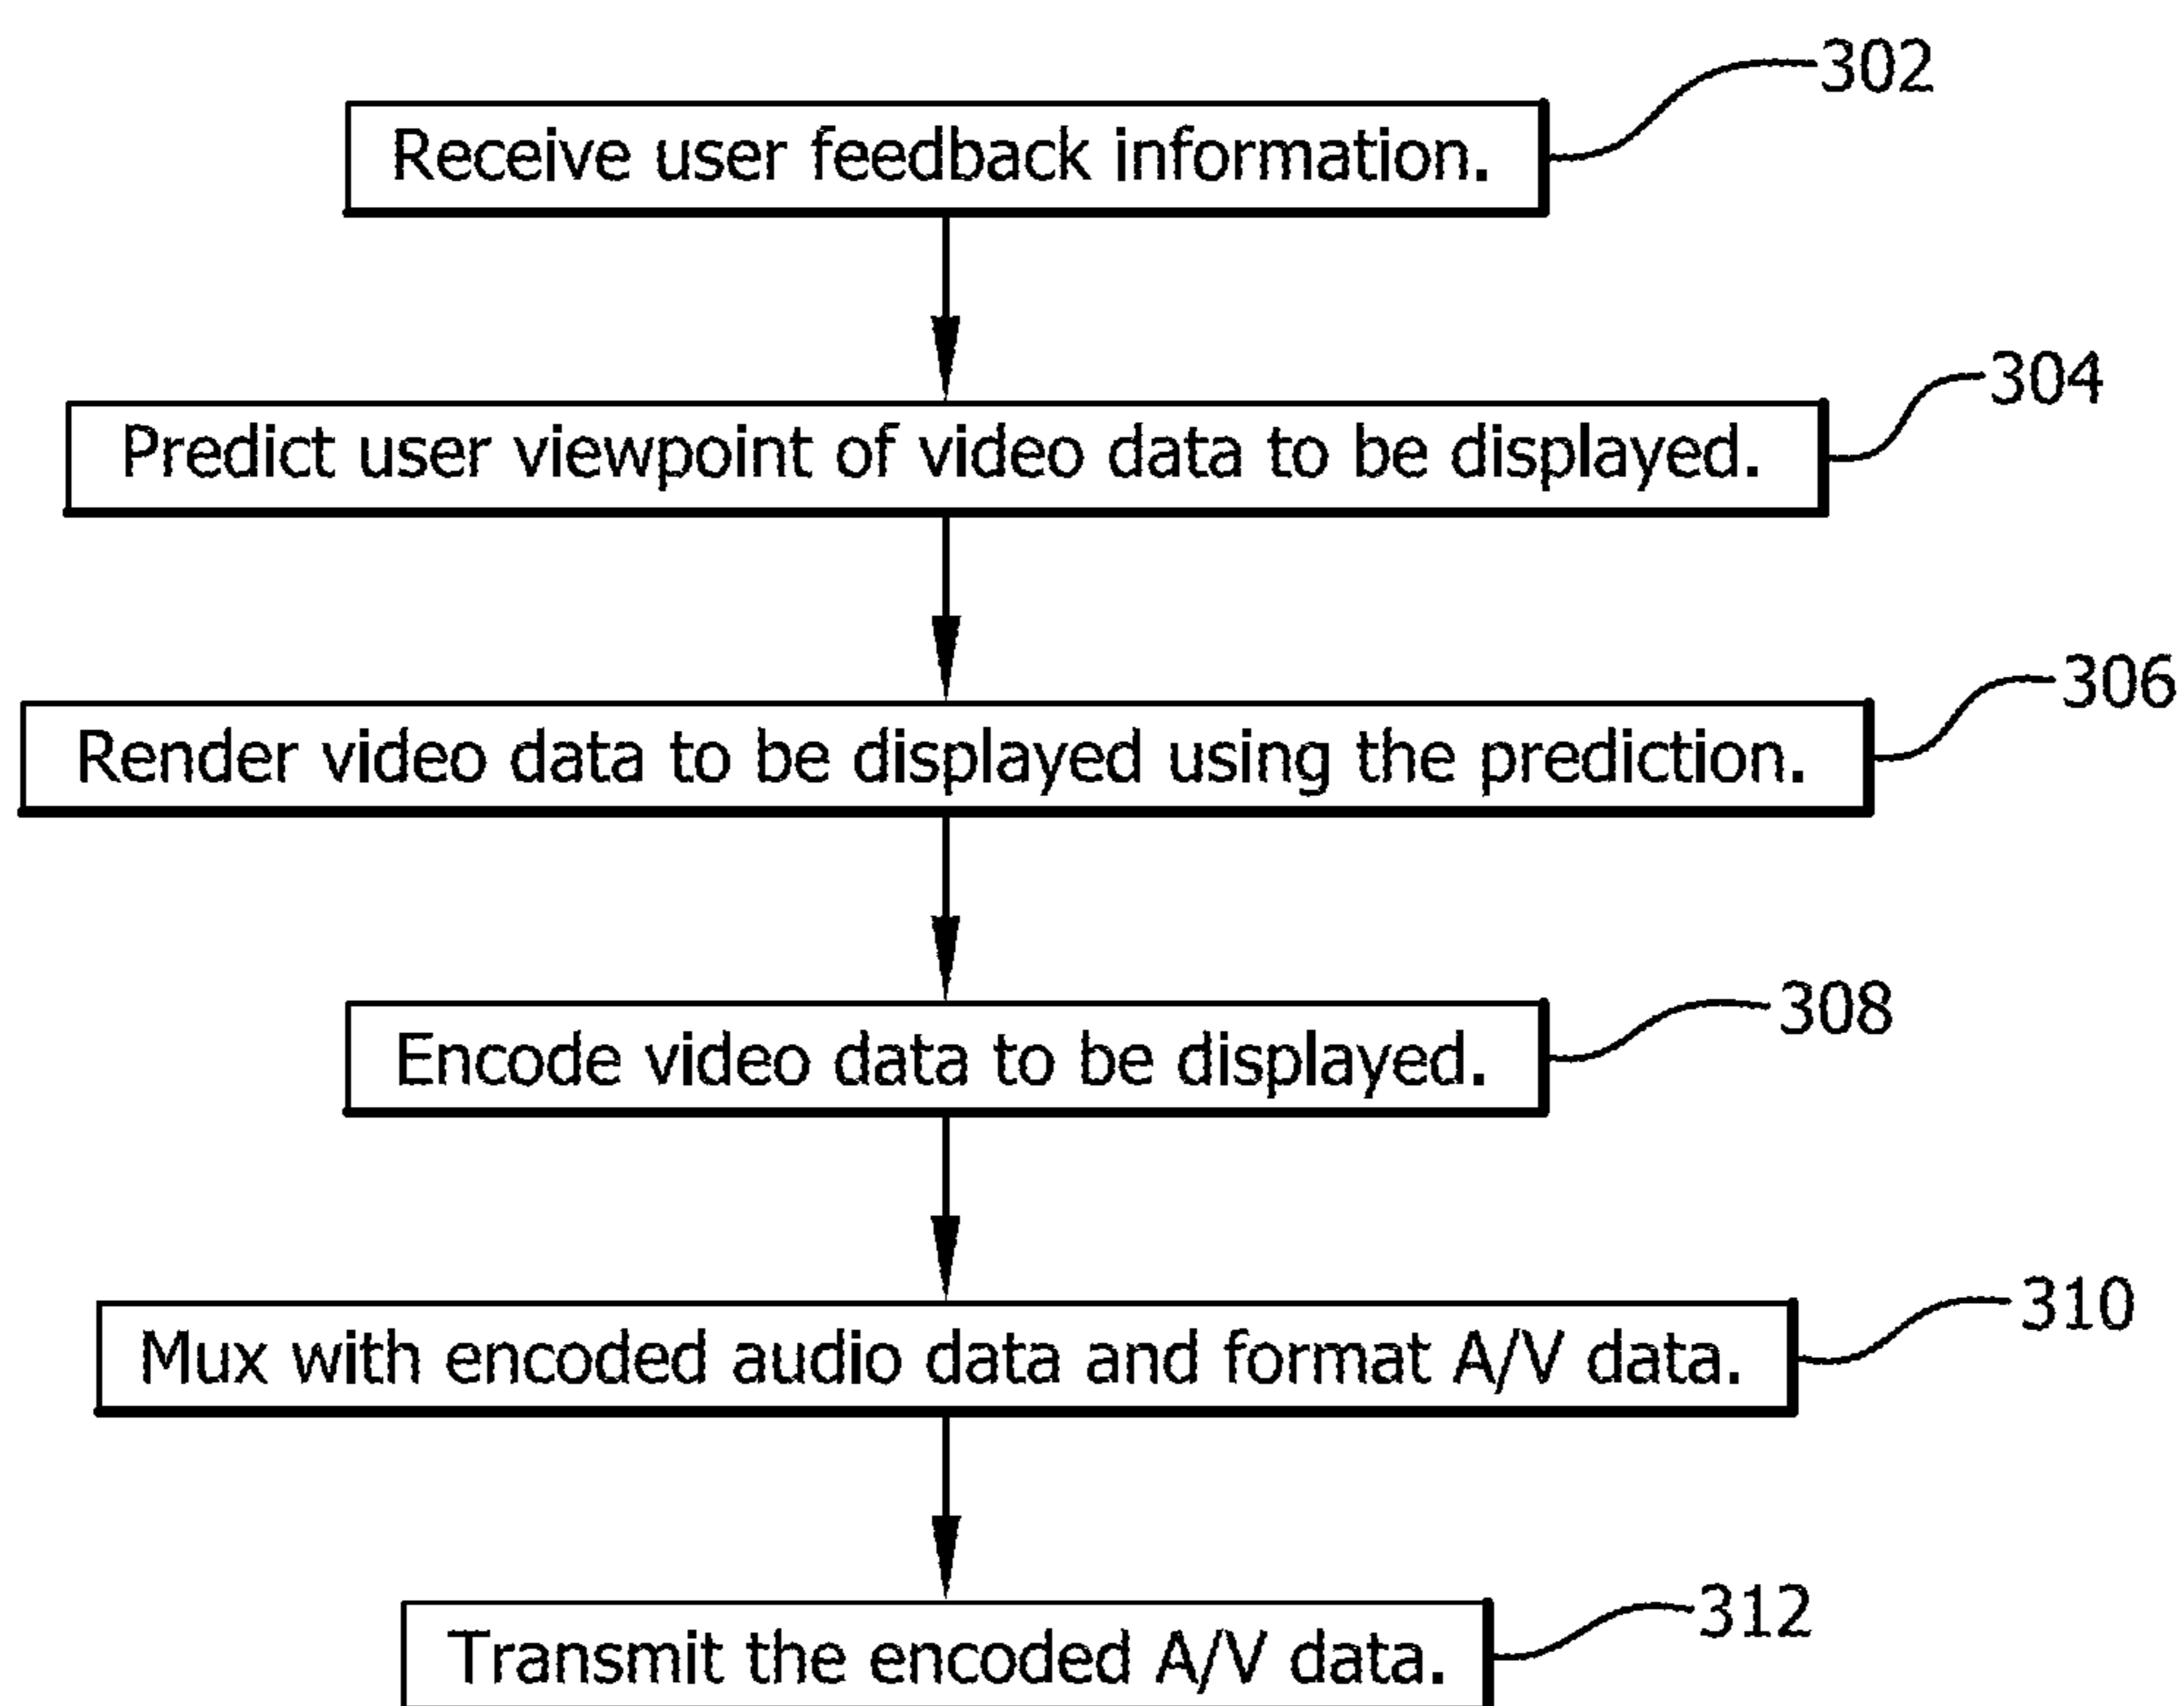 302
Receive user feedback information.
304
Predict user viewpoint of video data to be displayed.
306
Render video data to be displayed using the prediction.
308
Encode video data to be displayed.
310
Mux with encoded audio data and format A/V data.
312
Transmit the encoded A/V data.